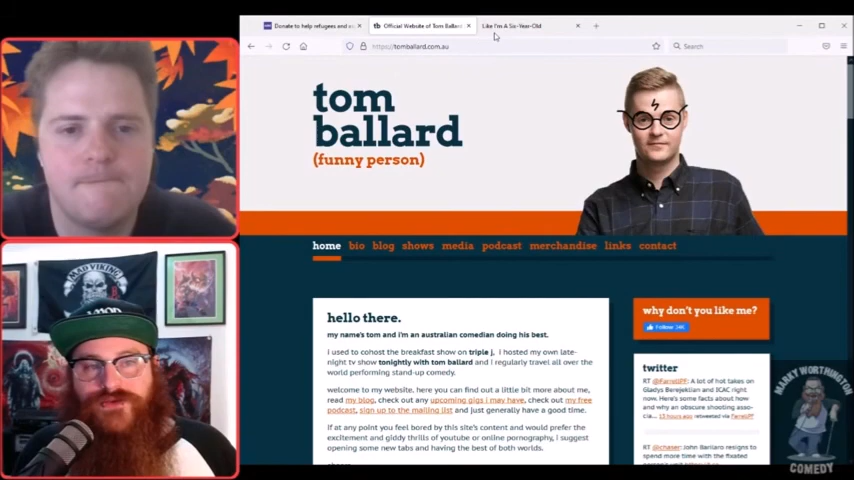 Donate to help refugees and
Official Website of Tom Ballard
Like I'm A Six-Year-Old
https://tomballard.com.au
Search
tom
ballard
(funny person)
home bio blog shows media podcast merchandise links contact
hello there.
my name's tom and i'm an australian comedian doing his best.
i used to cohost the breakfast show on triple j, i hosted my own late-
night tv show tonightly with tom ballard and i regularly travel all over the
world performing stand-up comedy.
welcome to my website. here you can find out a little bit more about me,
read my blog, check out any upcoming gigs i may have, check out my free
podcast, sign up to the mailing list and just generally have a good time.
if at any point you feel bored by this site's content and would prefer the
excitement and giddy thrills of youtube or online pornography, i suggest
opening some new tabs and having the best of both worlds.
why don't you like me?
Follow 24K
twitter
RT @FarrellPF: A lot of hot takes on
Gladys Berejiklian and ICAC right
now. Here's some facts about how
and why an obscure shooting asso-
cia... 13 hours ago retweeted via FarrellPF
RT @chaser: John Barilaro resigns to
spend more time with the fixated
MAD VIKING
MARKY WORTHINGTON
COMEDY